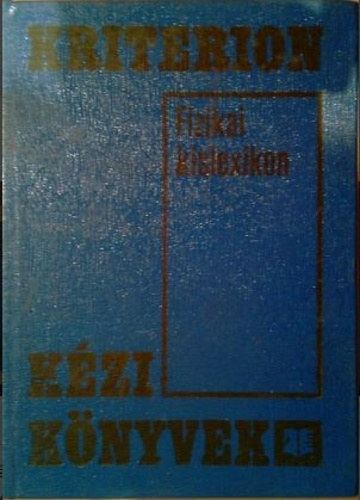 KRITERION
Fizikai
kislexikon
KÉZI
KÖNYVEK